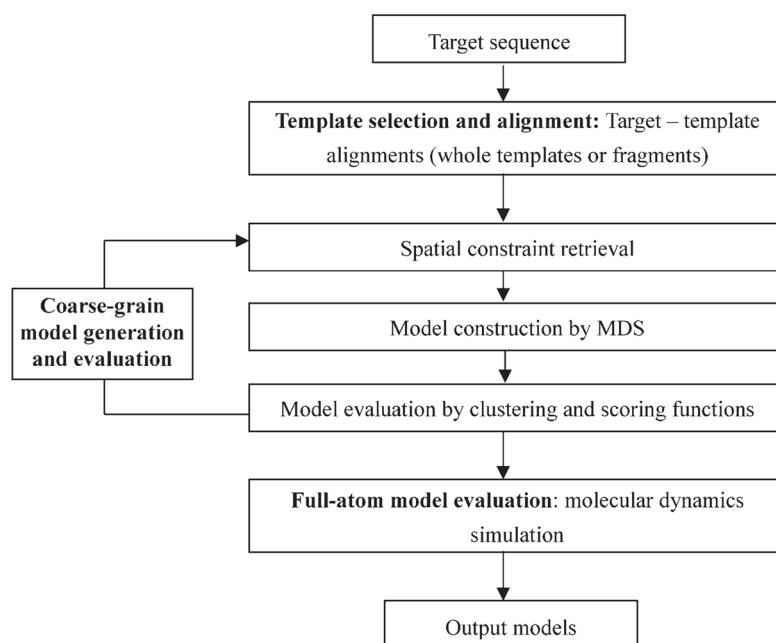 Target sequence
Template selection and alignment: Target – template
alignments (whole templates or fragments)
Spatial constraint retrieval
Coarse-grain
model generation
and evaluation
Model construction by MDS
Model evaluation by clustering and scoring functions
Full-atom model evaluation: molecular dynamics
simulation
Output models